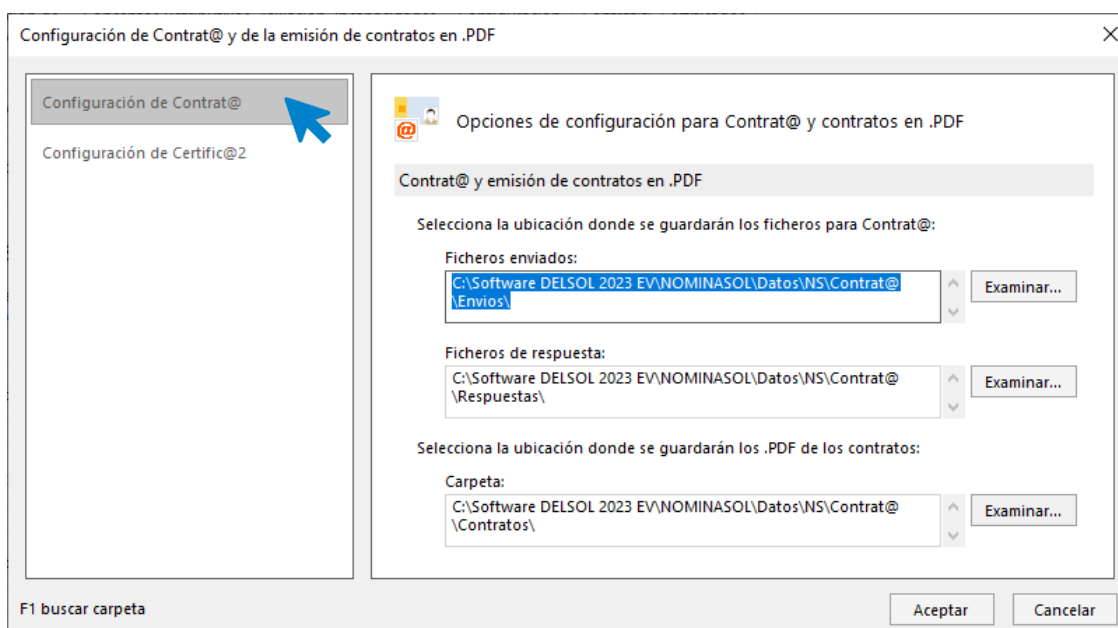 Configuración de Contrat@ y de la emisión de contratos en .PDF
Configuración de Contrat@
Configuración de Certific@2
@
Opciones de configuración para Contrat@ y contratos en .PDF
Contrat@ y emisión de contratos en .PDF
Selecciona la ubicación donde se guardarán los ficheros para Contrat@:
Ficheros enviados:
C:\Software DELSOL 2023 EV\NOMINASOL\Datos\NS\Contrat@
\Envios\
Examinar...
Ficheros de respuesta:
C:\Software DELSOL 2023 EV\NOMINASOL\Datos\NS\Contrat@
\Respuestas\
Examinar...
Selecciona la ubicación donde se guardarán los .PDF de los contratos:
Carpeta:
C:\Software DELSOL 2023 EV\NOMINASOL\Datos\NS\Contrat@
\Contratos\
Examinar...
F1 buscar carpeta
Aceptar
Cancelar